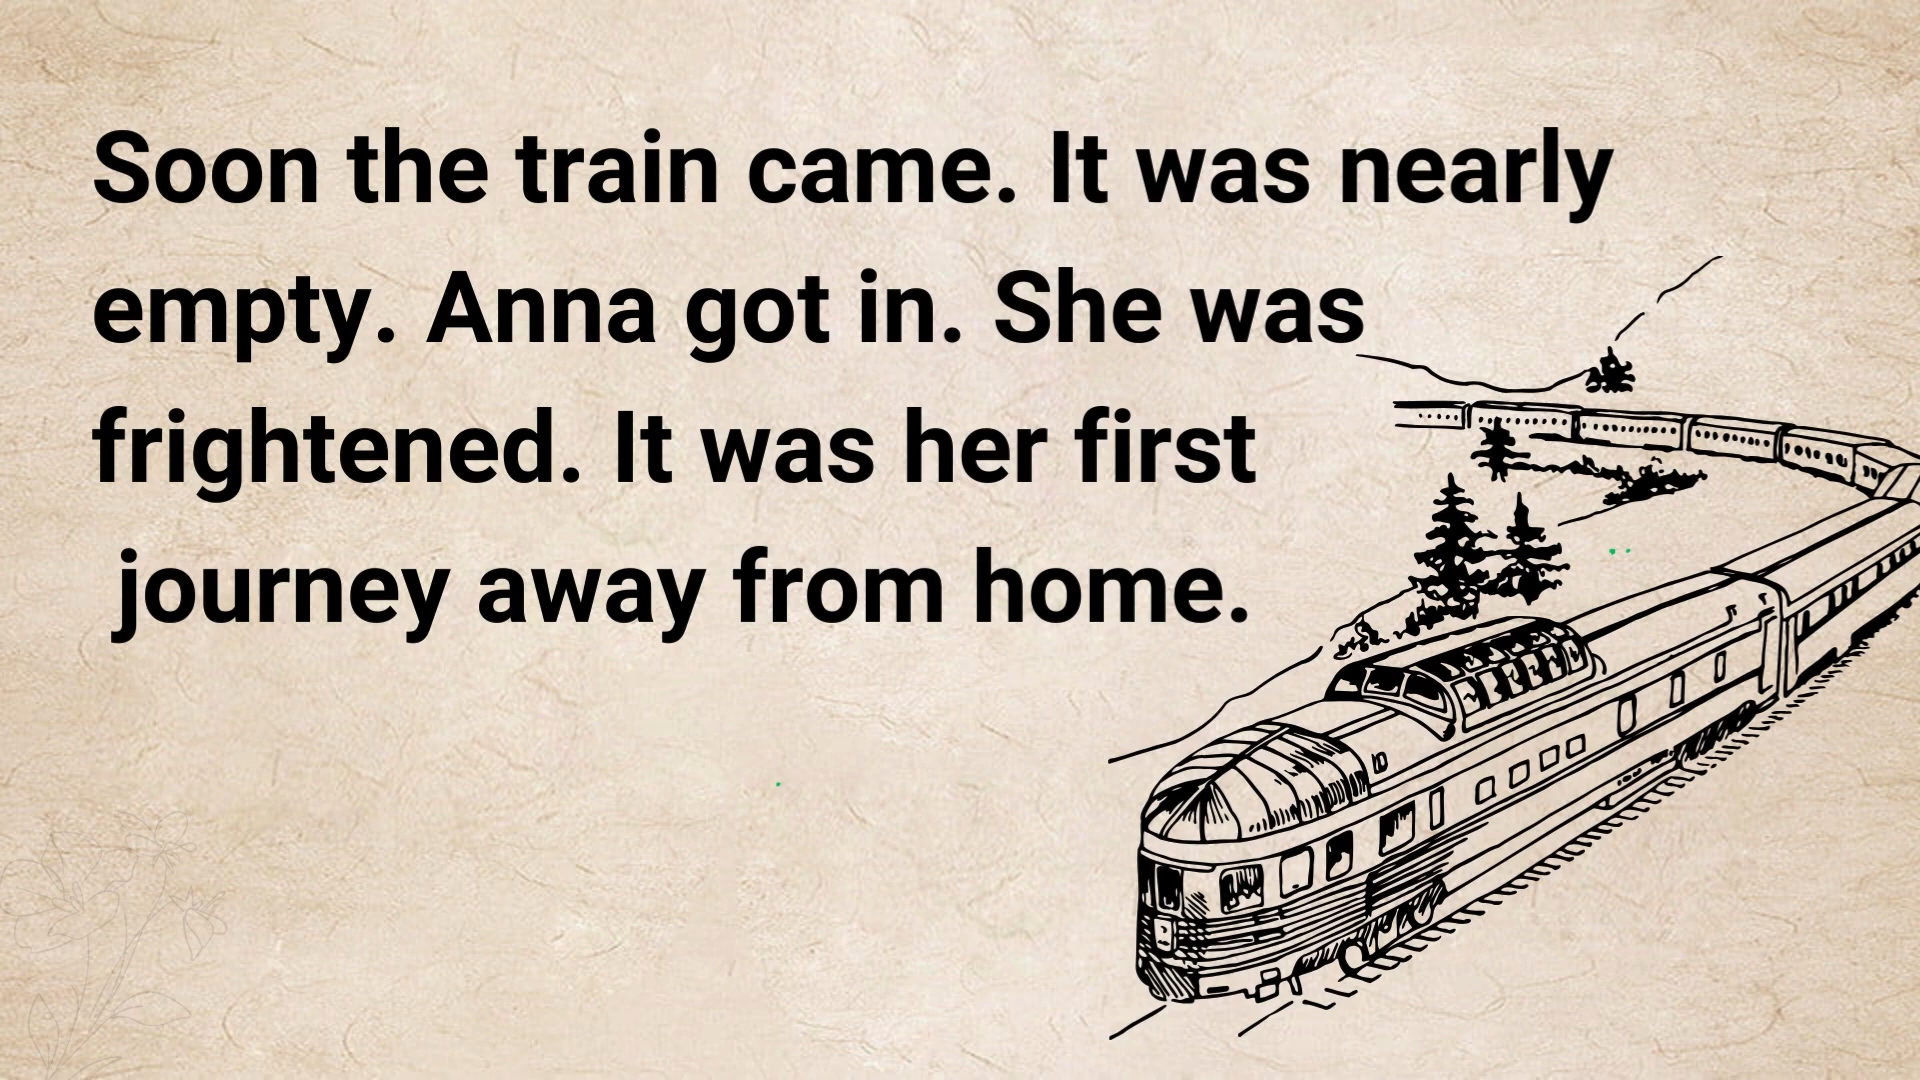 Soon the train came. It was nearly
empty. Anna got in. She was
frightened. It was her first
journey away from home.